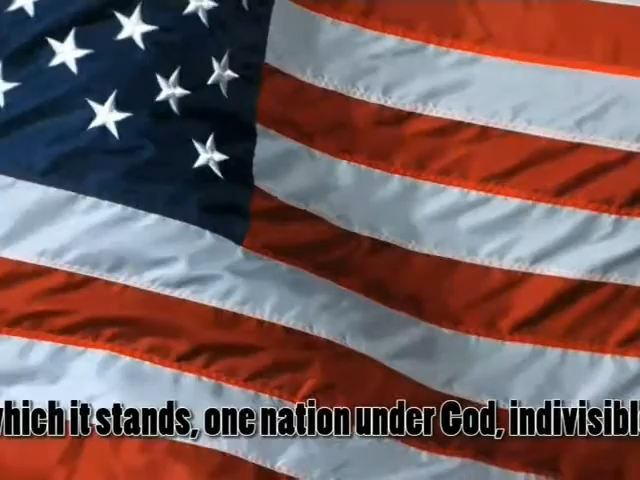 which it stands, one nation under God, indivisibl